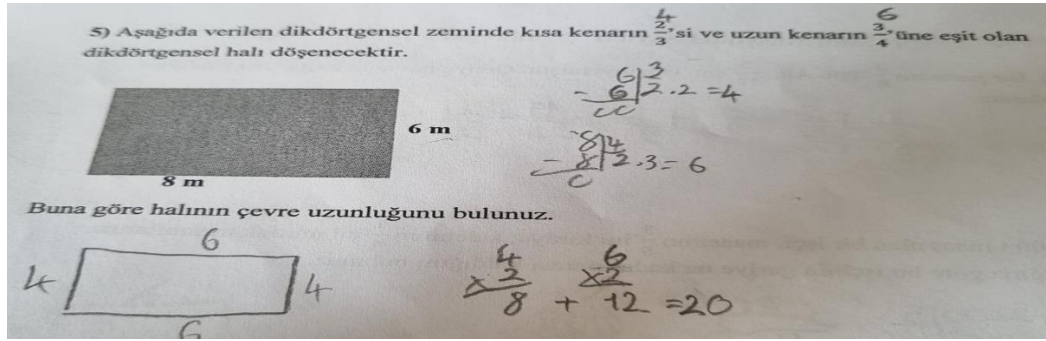 5) Aşağıda verilen dikdörtgensel zeminde kısa kenarın 2/3'si ve uzun kenarın 3/4'üne eşit olan
4
6
dikdörtgensel halı döşenecektir.
6 m
8 m
6 3
- 6 2 . 2 = 4
8 4
- 8 2 . 3 = 6
0
Buna göre halının çevre uzunluğunu bulunuz.
6
4
4
6
4
x 2
8
6
x 2
+ 12 = 20